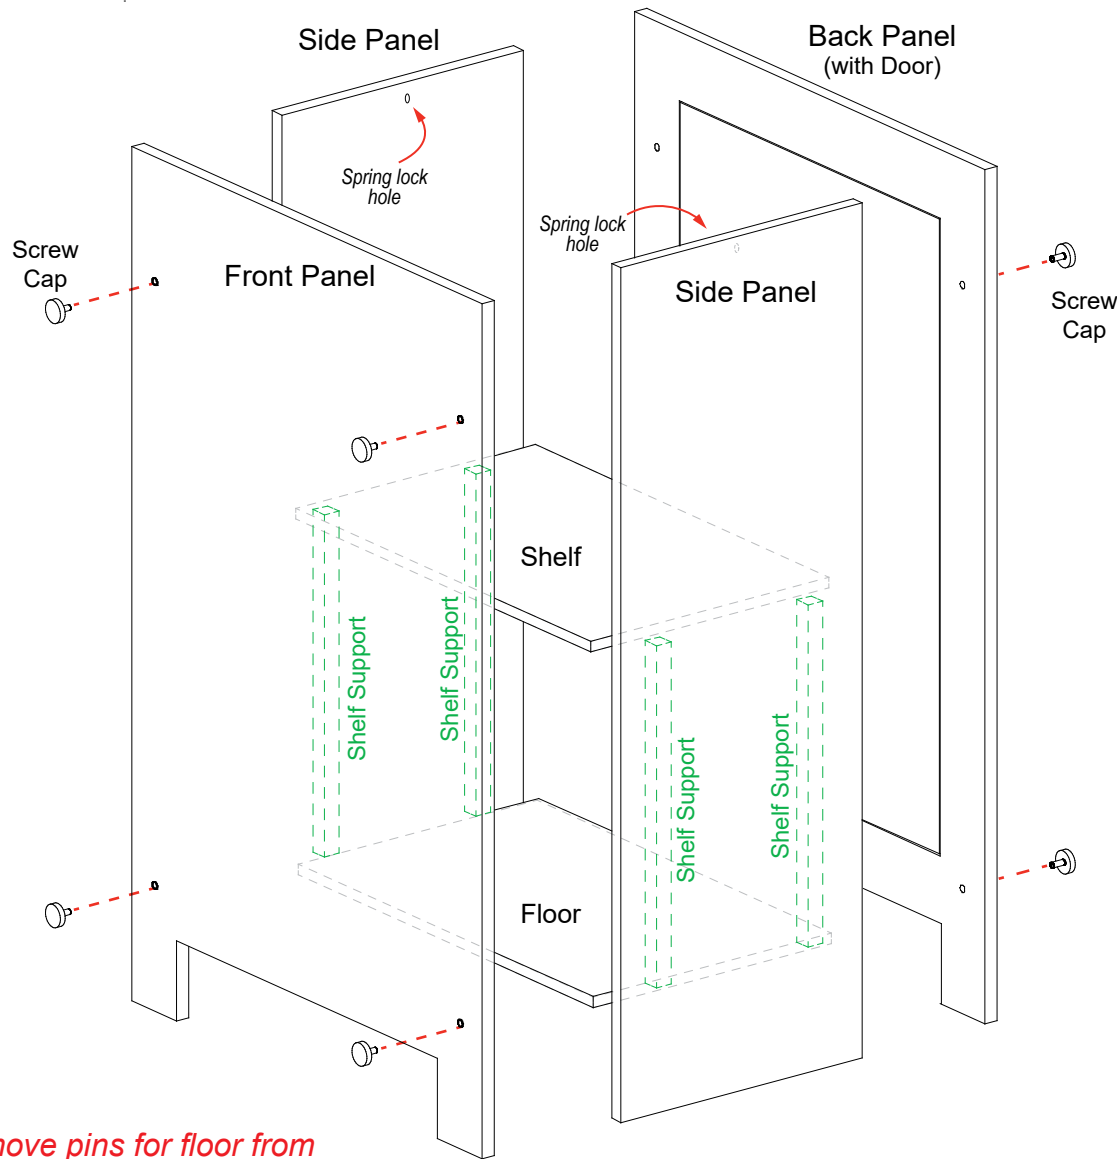 Side Panel
Back Panel
(with Door)
Spring lock
hole
Spring lock
hole
Screw
Cap
Front Panel
Side Panel
Screw
Cap
Shelf
Shelf Support
Shelf Support
Shelf Support
Shelf Support
Floor
pins for floor from